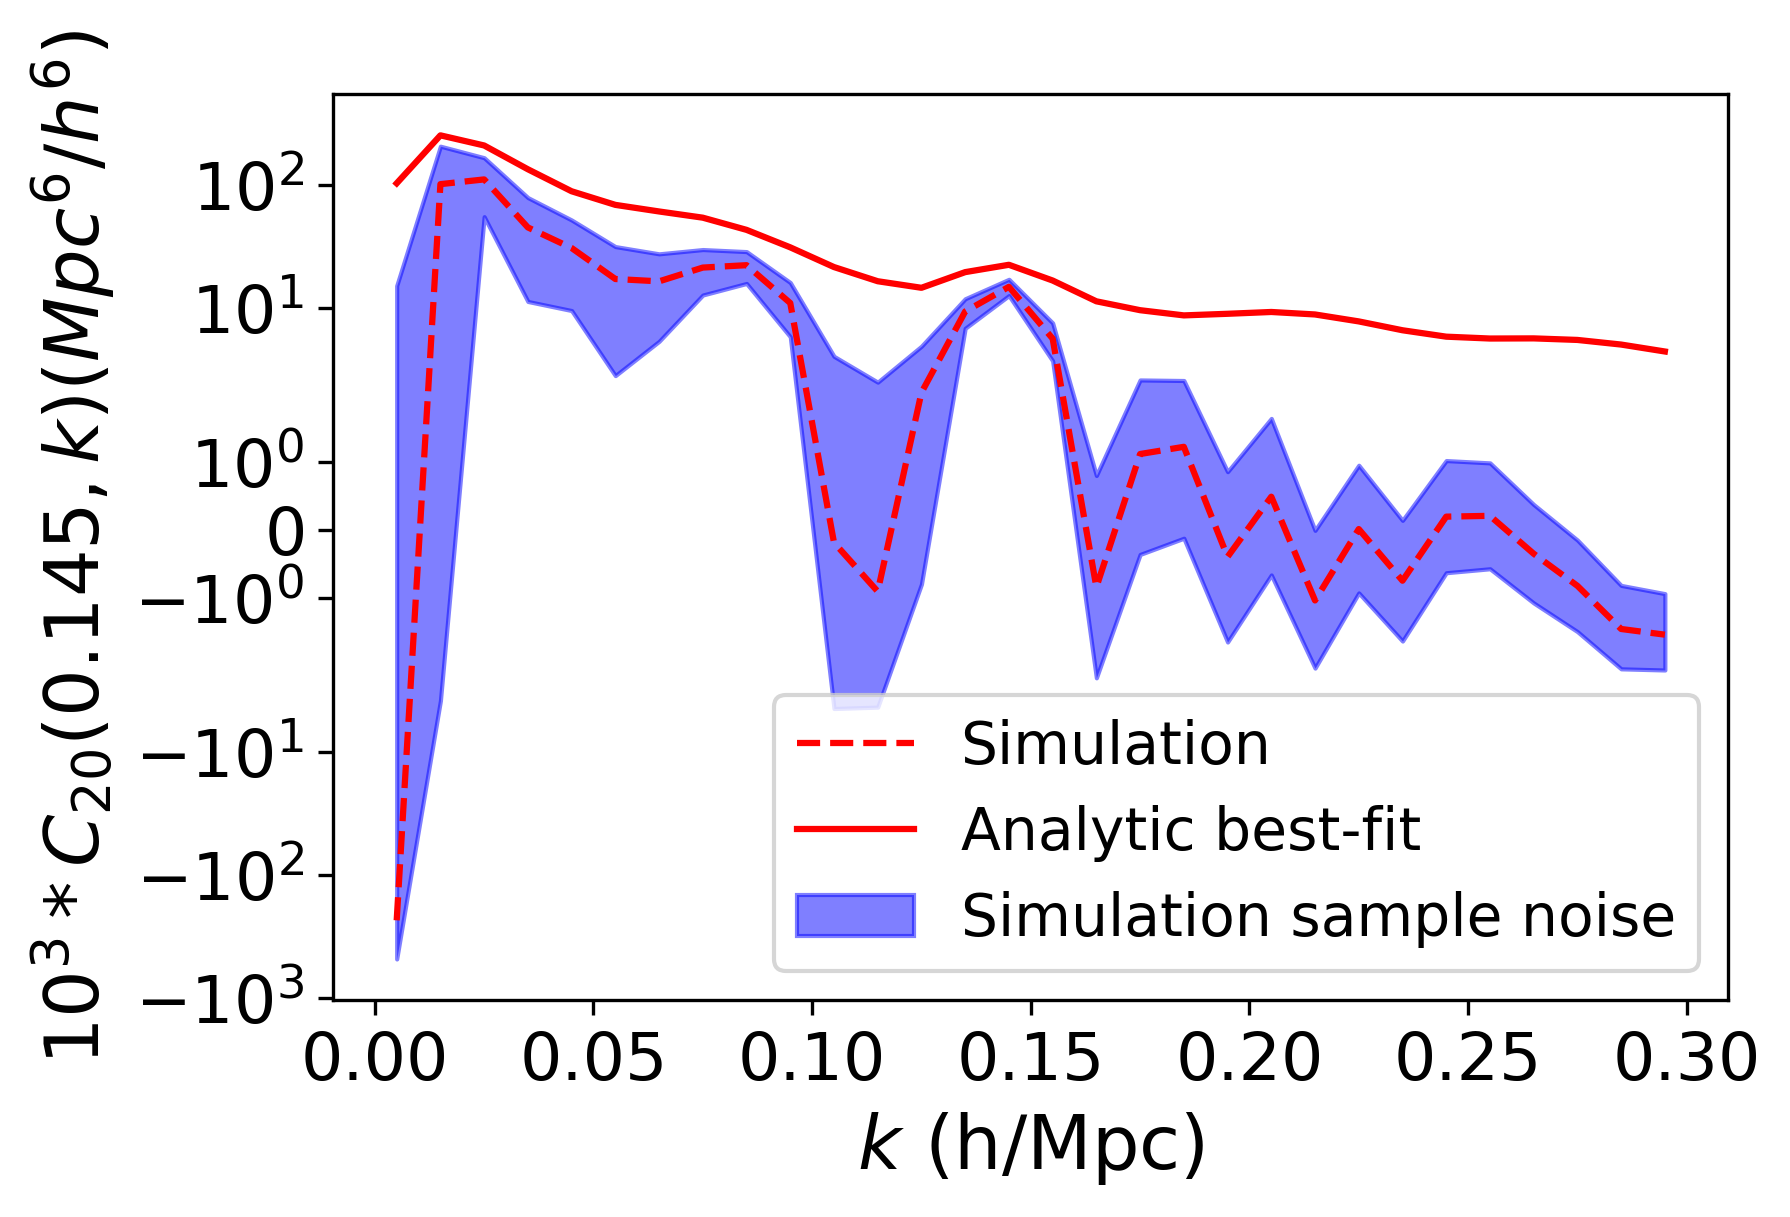 10³ * C₂₀(0.145, k)(Mpc⁶/h⁶)
10²
10¹
10⁰
0
−10⁰
−10¹
−10²
−10³
Simulation
Analytic best-fit
Simulation sample noise
0.00 0.05 0.10 0.15 0.20 0.25 0.30
k (h/Mpc)